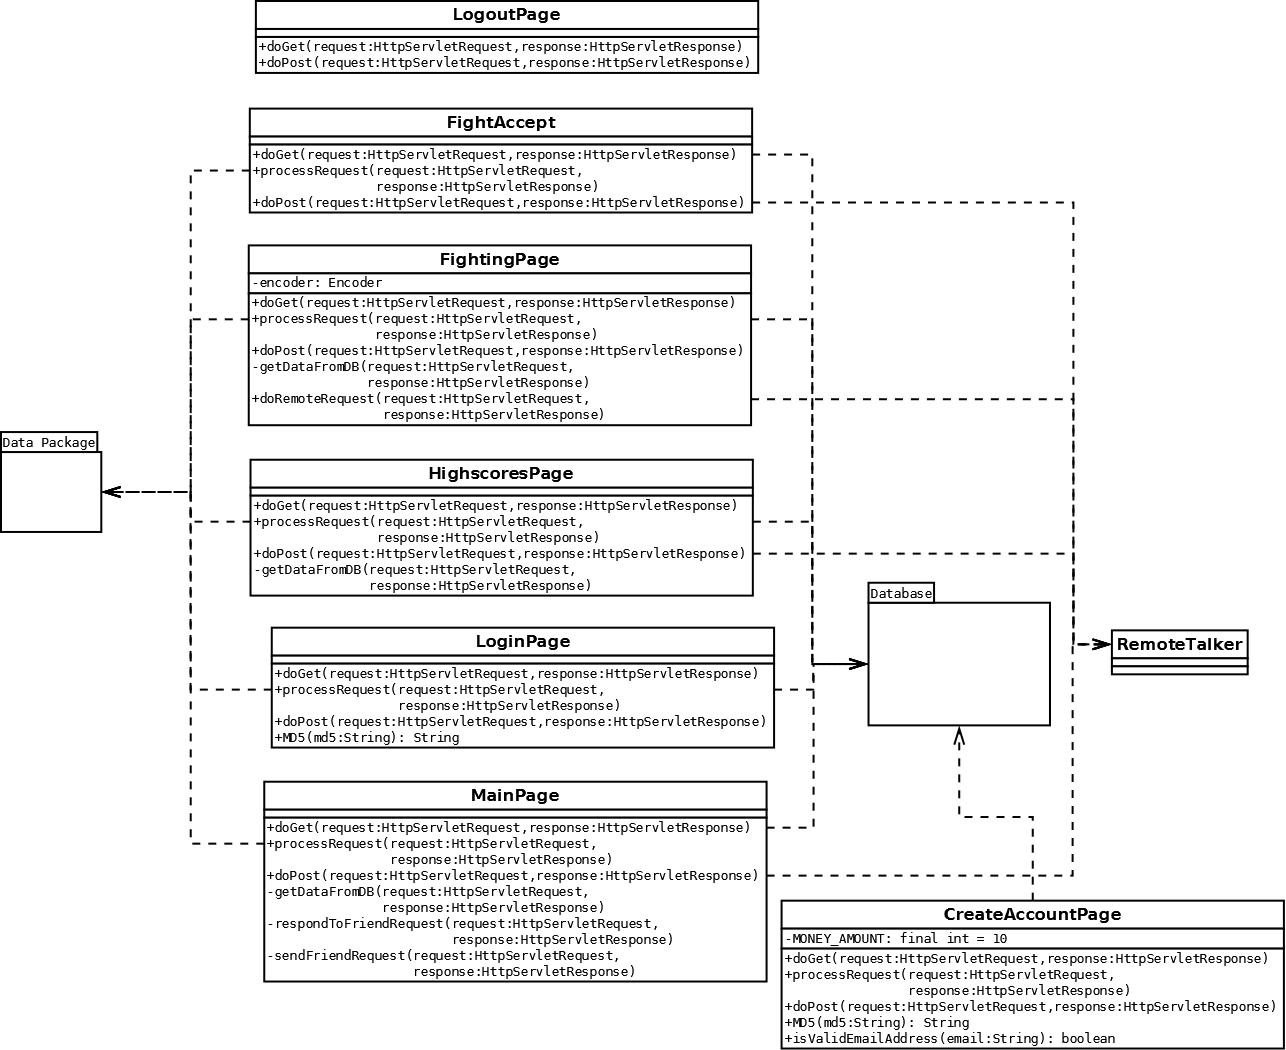 LogoutPage
+doGet(request:HttpServletRequest,response:HttpServletResponse)
+doPost(request:HttpServletRequest,response:HttpServletResponse)
FightAccept
+doGet(request:HttpServletRequest,response:HttpServletResponse)
+processRequest(request:HttpServletRequest,
response:HttpServletResponse)
+doPost(request:HttpServletRequest,response:HttpServletResponse)
FightingPage
-encoder: Encoder
+doGet(request:HttpServletRequest,response:HttpServletResponse)
+processRequest(request:HttpServletRequest,
response:HttpServletResponse)
+doPost(request:HttpServletRequest,response:HttpServletResponse)
-getDataFromDB(request:HttpServletRequest,
response:HttpServletResponse)
+doRemoteRequest(request:HttpServletRequest,
response:HttpServletResponse)
Data Package
HighscoresPage
+doGet(request:HttpServletRequest,response:HttpServletResponse)
+processRequest(request:HttpServletRequest,
response:HttpServletResponse)
+doPost(request:HttpServletRequest,response:HttpServletResponse)
-getDataFromDB(request:HttpServletRequest,
response:HttpServletResponse)
Database
RemoteTalker
LoginPage
+doGet(request:HttpServletRequest,response:HttpServletResponse)
+processRequest(request:HttpServletRequest,
response:HttpServletResponse)
+doPost(request:HttpServletRequest,response:HttpServletResponse)
+MD5(md5:String): String
MainPage
+doGet(request:HttpServletRequest,response:HttpServletResponse)
+processRequest(request:HttpServletRequest,
response:HttpServletResponse)
+doPost(request:HttpServletRequest,response:HttpServletResponse)
-getDataFromDB(request:HttpServletRequest,
response:HttpServletResponse)
-respondToFriendRequest(request:HttpServletRequest,
response:HttpServletResponse)
-sendFriendRequest(request:HttpServletRequest,
response:HttpServletResponse)
CreateAccountPage
-MONEY_AMOUNT: final int = 10
+doGet(request:HttpServletRequest,response:HttpServletResponse)
+processRequest(request:HttpServletRequest,
response:HttpServletResponse)
+doPost(request:HttpServletRequest,response:HttpServletResponse)
+MD5(md5:String): String
+isValidEmailAddress(email:String): boolean